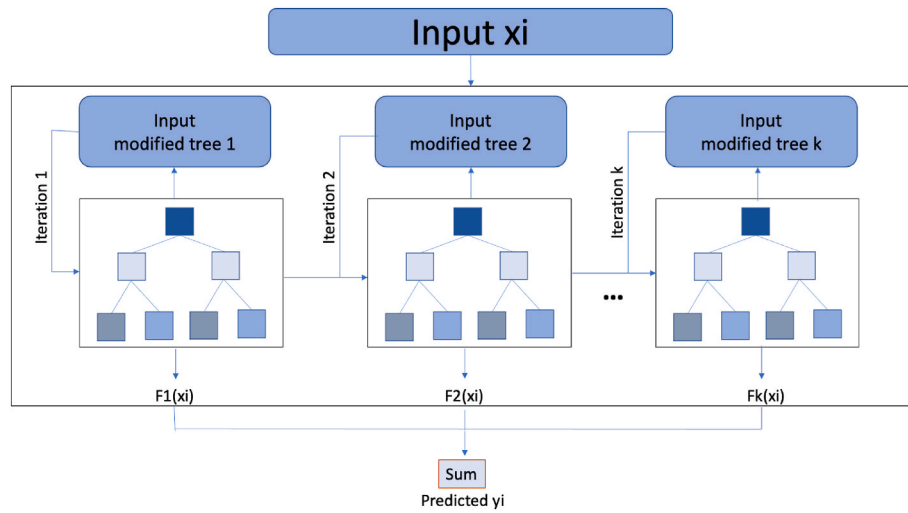 Input xi
Input
modified tree 1
Input
modified tree 2
Input
modified tree k
Iteration 1
Iteration 2
Iteration k
...
F1(xi)
F2(xi)
Fk(xi)
Sum
Predicted yi